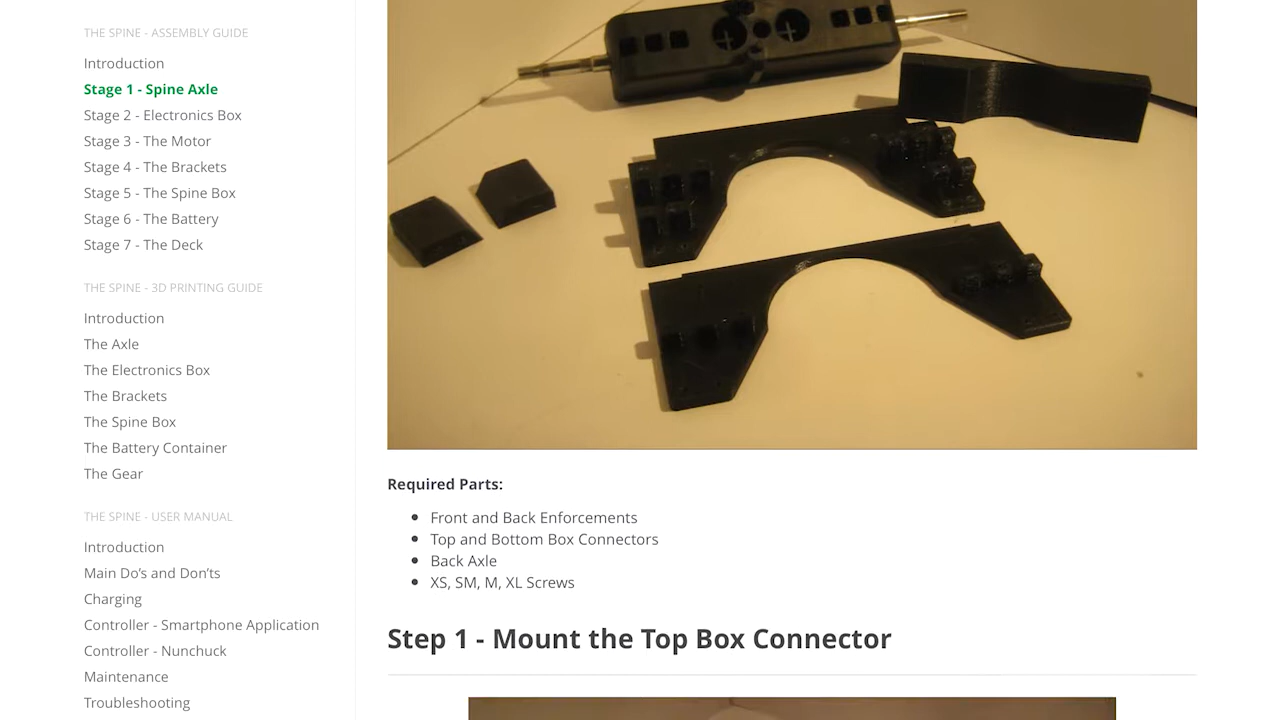 THE SPINE - ASSEMBLY GUIDE
Introduction
Stage 1 - Spine Axle
Stage 2 - Electronics Box
Stage 3 - The Motor
Stage 4 - The Brackets
Stage 5 - The Spine Box
Stage 6 - The Battery
Stage 7 - The Deck
THE SPINE - 3D PRINTING GUIDE
Introduction
The Axle
The Electronics Box
The Brackets
The Spine Box
The Battery Container
The Gear
THE SPINE - USER MANUAL
Introduction
Main Do’s and Don’ts
Charging
Controller - Smartphone Application
Controller - Nunchuck
Maintenance
Troubleshooting
Required Parts:
Front and Back Enforcements
Top and Bottom Box Connectors
Back Axle
XS, SM, M, XL Screws
Step 1 - Mount the Top Box Connector